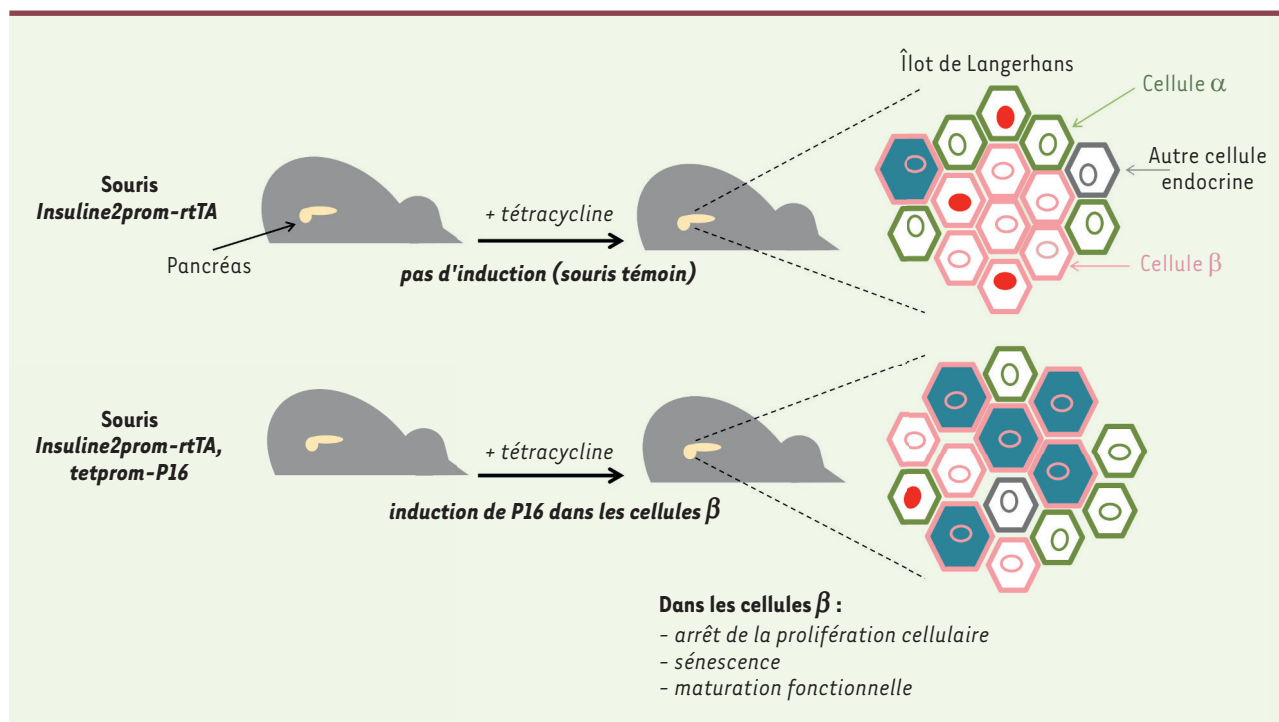 Îlot de Langerhans
Cellule α
Autre cellule
endocrine
Cellule β
Souris
Insuline2prom-rtTA
Pancréas
+ tétracycline
pas d'induction (souris témoin)
Souris
Insuline2prom-rtTA,
tetprom-P16
+ tétracycline
induction de P16 dans les cellules β
Dans les cellules β :
- arrêt de la prolifération cellulaire
- sénescence
- maturation fonctionnelle